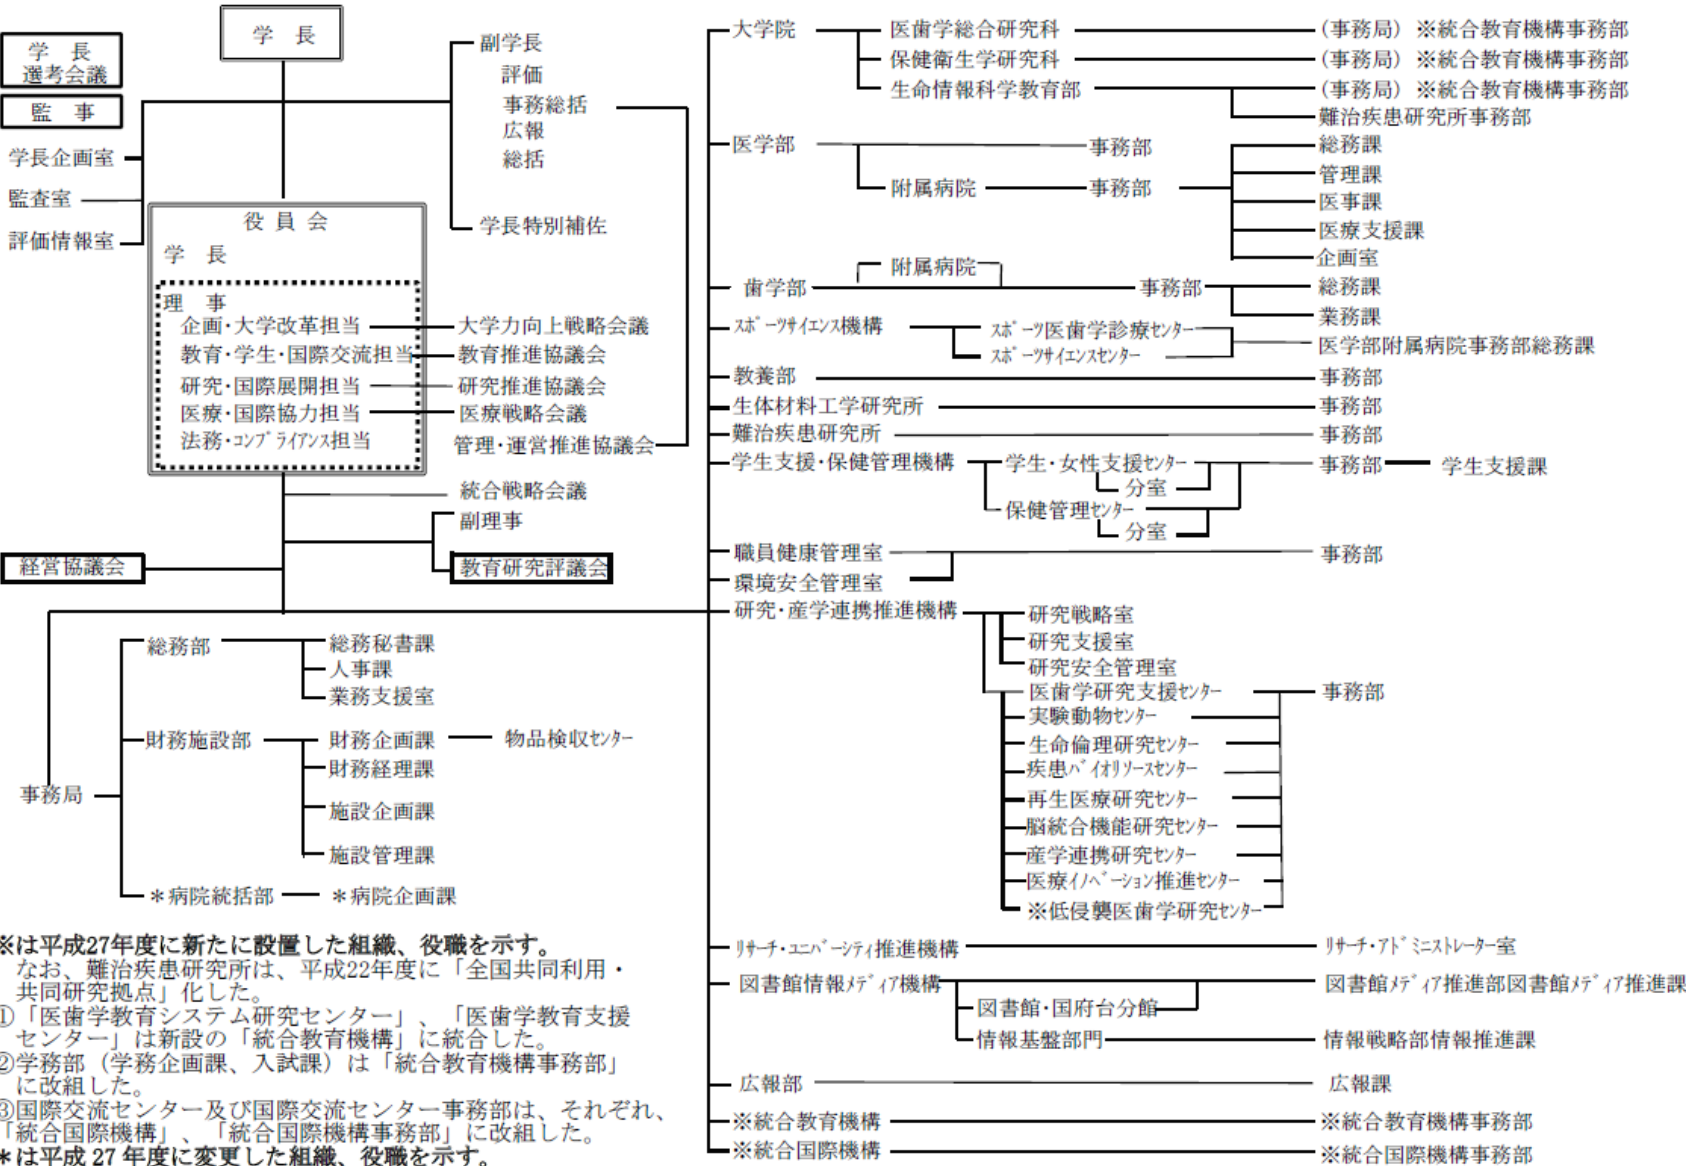 学　長
学　長
選考会議
監　事
学長企画室
監査室
評価情報室
副学長
評価
事務総括
広報
総括
学長特別補佐
役 員 会
学　長
理　事
企画・大学改革担当
大学力向上戦略会議
教育・学生・国際交流担当
教育推進協議会
研究・国際展開担当
研究推進協議会
医療・国際協力担当
医療戦略会議
法務・ｺﾝﾌﾟﾗｲｱﾝｽ担当
管理・運営推進協議会
統合戦略会議
副理事
経営協議会
教育研究評議会
事務局
総務部
総務秘書課
人事課
業務支援室
財務施設部
財務企画課
物品検収ｾﾝﾀｰ
財務経理課
施設企画課
施設管理課
＊病院統括部
＊病院企画課
※は平成27年度に新たに設置した組織、役職を示す。
なお、難治疾患研究所は、平成22年度に「全国共同利用・
共同研究拠点」化した。
①「医歯学教育システム研究センター」、「医歯学教育支援
センター」は新設の「統合教育機構」に統合した。
②学務部（学務企画課、入試課）は「統合教育機構事務部」
に改組した。
③国際交流センター及び国際交流センター事務部は、それぞれ、
「統合国際機構」、「統合国際機構事務部」に改組した。
＊は平成 27 年度に変更した組織、役職を示す。
大学院
医歯学総合研究科
(事務局) ※統合教育機構事務部
保健衛生学研究科
(事務局) ※統合教育機構事務部
生命情報科学教育部
(事務局) ※統合教育機構事務部
難治疾患研究所事務部
医学部
事務部
附属病院
事務部
総務課
管理課
医事課
医療支援課
企画室
歯学部
附属病院
事務部
総務課
業務課
ｽﾎﾟｰﾂｻｲｴﾝｽ機構
ｽﾎﾟｰﾂ医歯学診療ｾﾝﾀｰ
ｽﾎﾟｰﾂｻｲｴﾝｽｾﾝﾀｰ
医学部附属病院事務部総務課
教養部
事務部
生体材料工学研究所
事務部
難治疾患研究所
事務部
学生支援・保健管理機構
学生・女性支援ｾﾝﾀｰ
分室
保健管理ｾﾝﾀｰ
分室
事務部
学生支援課
職員健康管理室
事務部
環境安全管理室
研究・産学連携推進機構
研究戦略室
研究支援室
研究安全管理室
医歯学研究支援ｾﾝﾀｰ
事務部
実験動物ｾﾝﾀｰ
生命倫理研究ｾﾝﾀｰ
疾患ﾊﾞｲｵﾘｿｰｽｾﾝﾀｰ
再生医療研究ｾﾝﾀｰ
脳統合機能研究ｾﾝﾀｰ
産学連携研究ｾﾝﾀｰ
医療ｲﾉﾍﾞｰｼｮﾝ推進ｾﾝﾀｰ
※低侵襲医歯学研究ｾﾝﾀｰ
ﾘｻｰﾁ・ﾕﾆﾊﾞｰｼﾃｨ推進機構
ﾘｻｰﾁ・ｱﾄﾞﾐﾆｽﾄﾚｰﾀｰ室
図書館情報ﾒﾃﾞｨｱ機構
図書館ﾒﾃﾞｨｱ推進部図書館ﾒﾃﾞｨｱ推進課
図書館・国府台分館
情報基盤部門
情報戦略部情報推進課
広報部
広報課
※統合教育機構
※統合教育機構事務部
※統合国際機構
※統合国際機構事務部